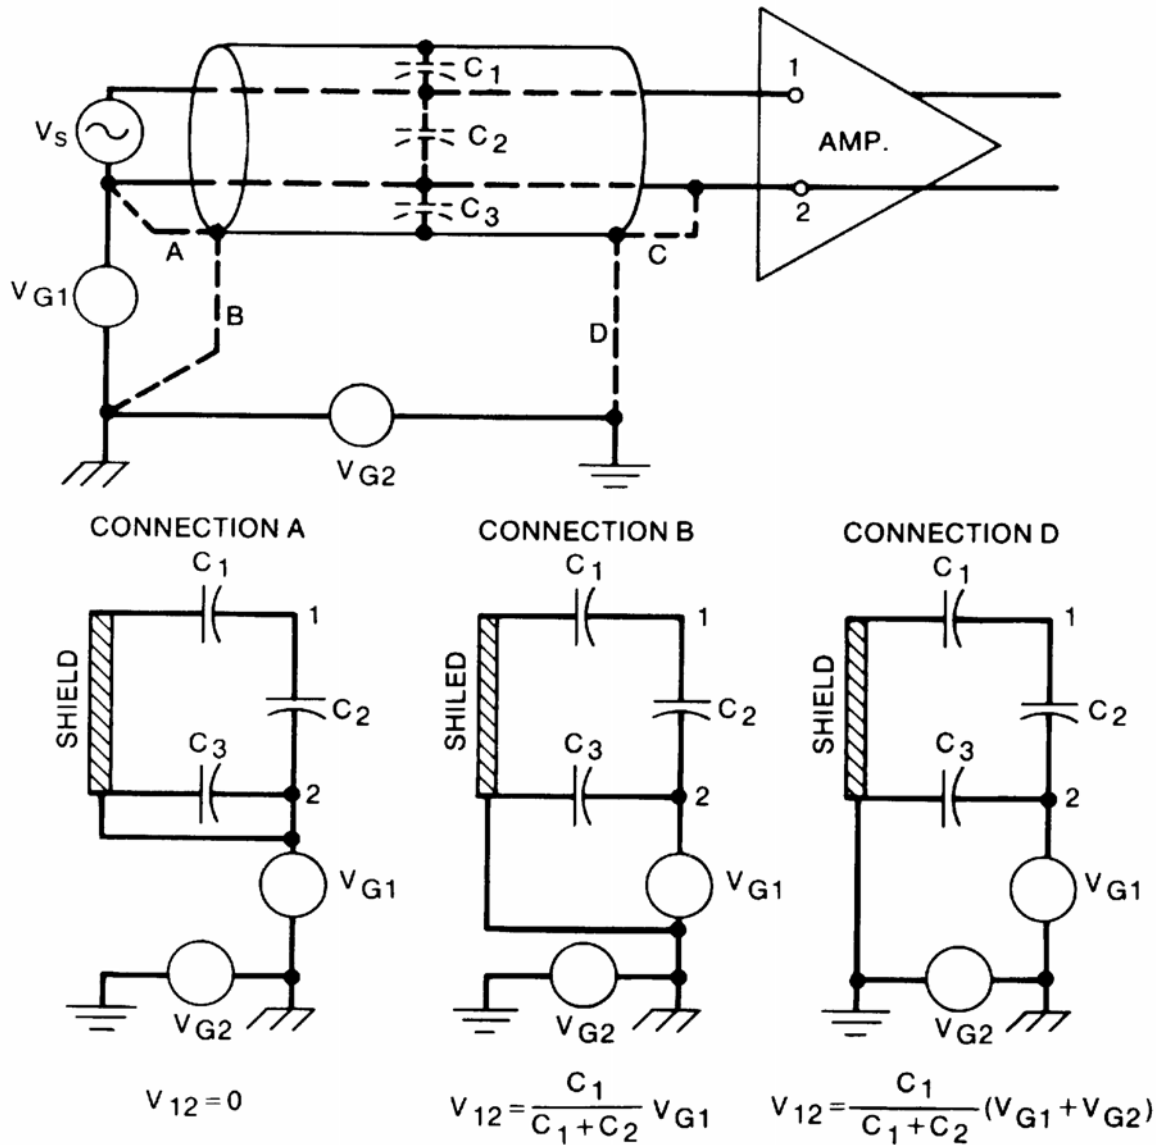 C1
1
VS
C2
AMP.
C3
2
A
C
VG1
B
D
VG2
CONNECTION A
CONNECTION B
CONNECTION D
C1
1
SHIELD
C2
C3
2
VG1
VG2
C1
1
SHILED
C2
C3
2
VG1
VG2
C1
1
SHIELD
C2
C3
2
VG1
VG2
V12=0
V12= C1/(C1+C2) VG1
V12= C1/(C1+C2) (VG1+VG2)